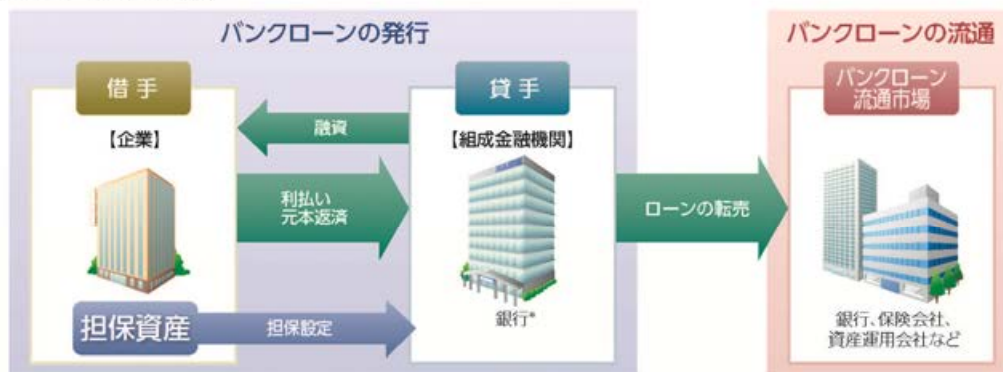 バンクローンの発行
借手
【企業】
融資
利払い
元本返済
担保資産
担保設定
貸手
【組成金融機関】
銀行*
ローンの転売
バンクローンの流通
バンクローン
流通市場
銀行、保険会社、
資産運用会社など